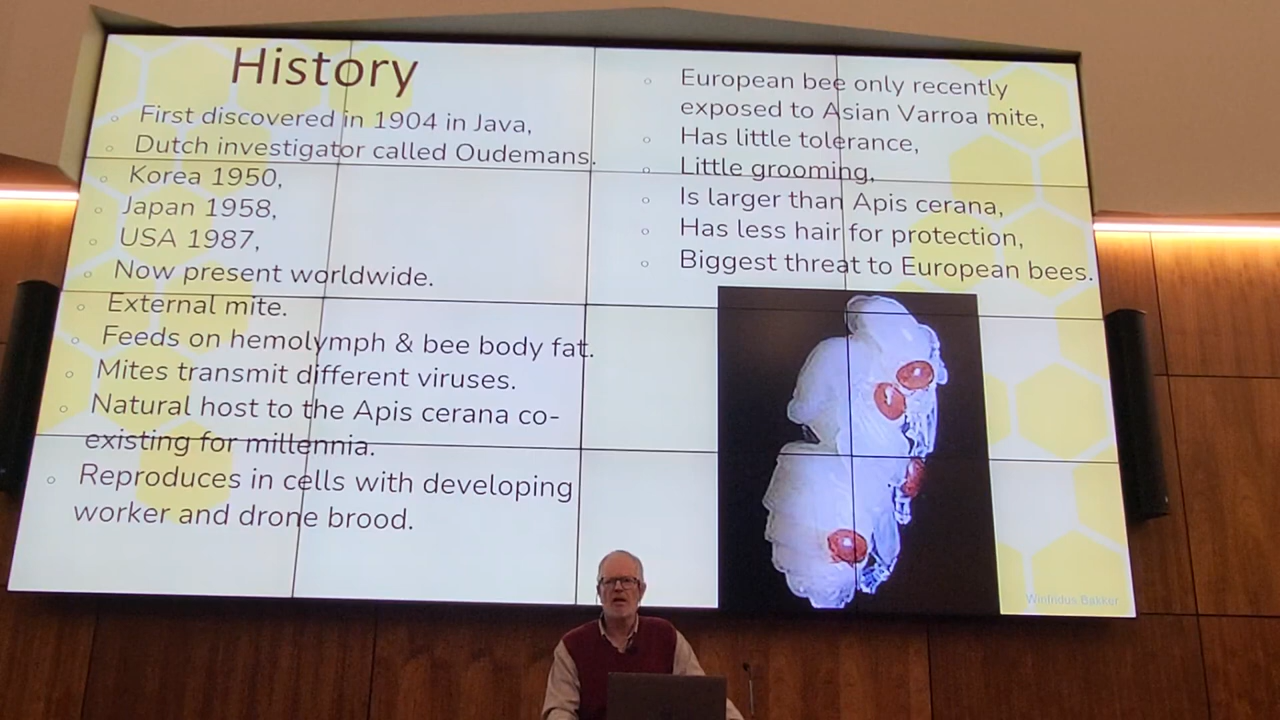 History
First discovered in 1904 in Java,
Dutch investigator called Oudemans.
Korea 1950,
Japan 1958,
USA 1987,
Now present worldwide.
External mite.
Feeds on hemolymph & bee body fat.
Mites transmit different viruses.
Natural host to the Apis cerana co-
existing for millennia.
Reproduces in cells with developing
worker and drone brood.
European bee only recently
exposed to Asian Varroa mite,
Has little tolerance,
Little grooming,
Is larger than Apis cerana,
Has less hair for protection,
Biggest threat to European bees.
Winfridus Bakker